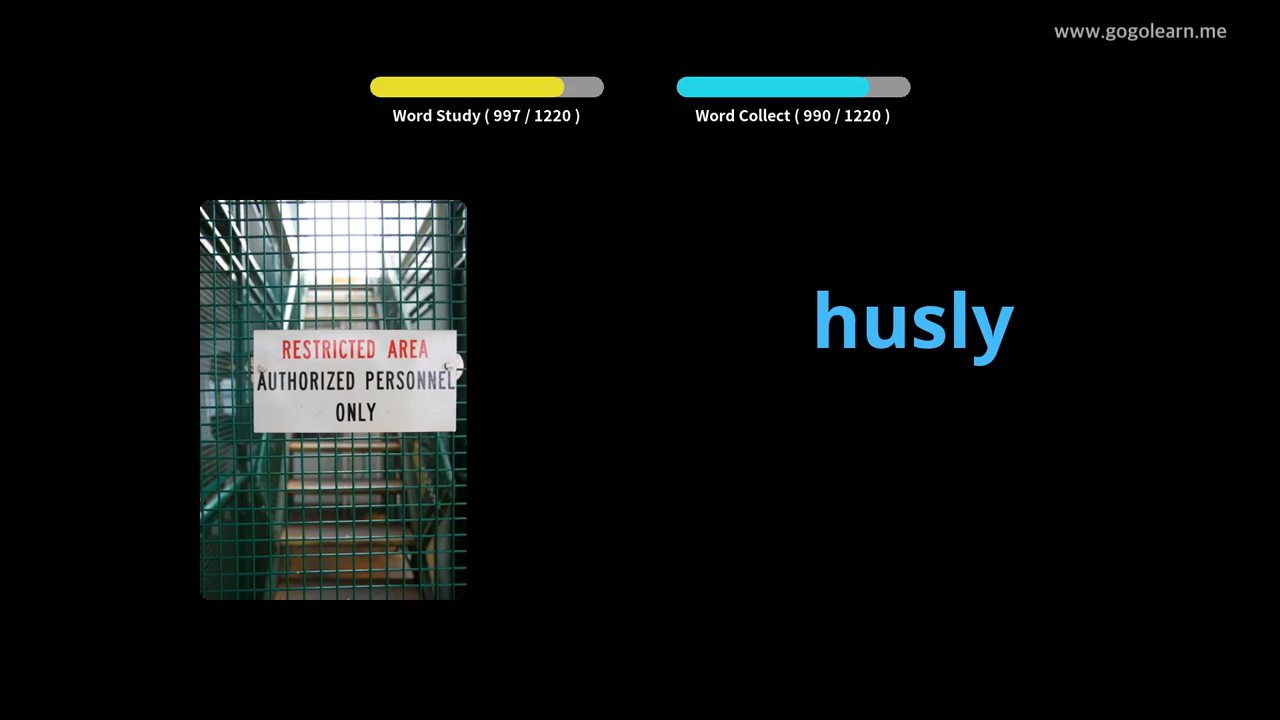 www.gogolearn.me
Word Study ( 997 / 1220 )
Word Collect ( 990 / 1220 )
RESTRICTED AREA
AUTHORIZED PERSONNEL
ONLY
husly